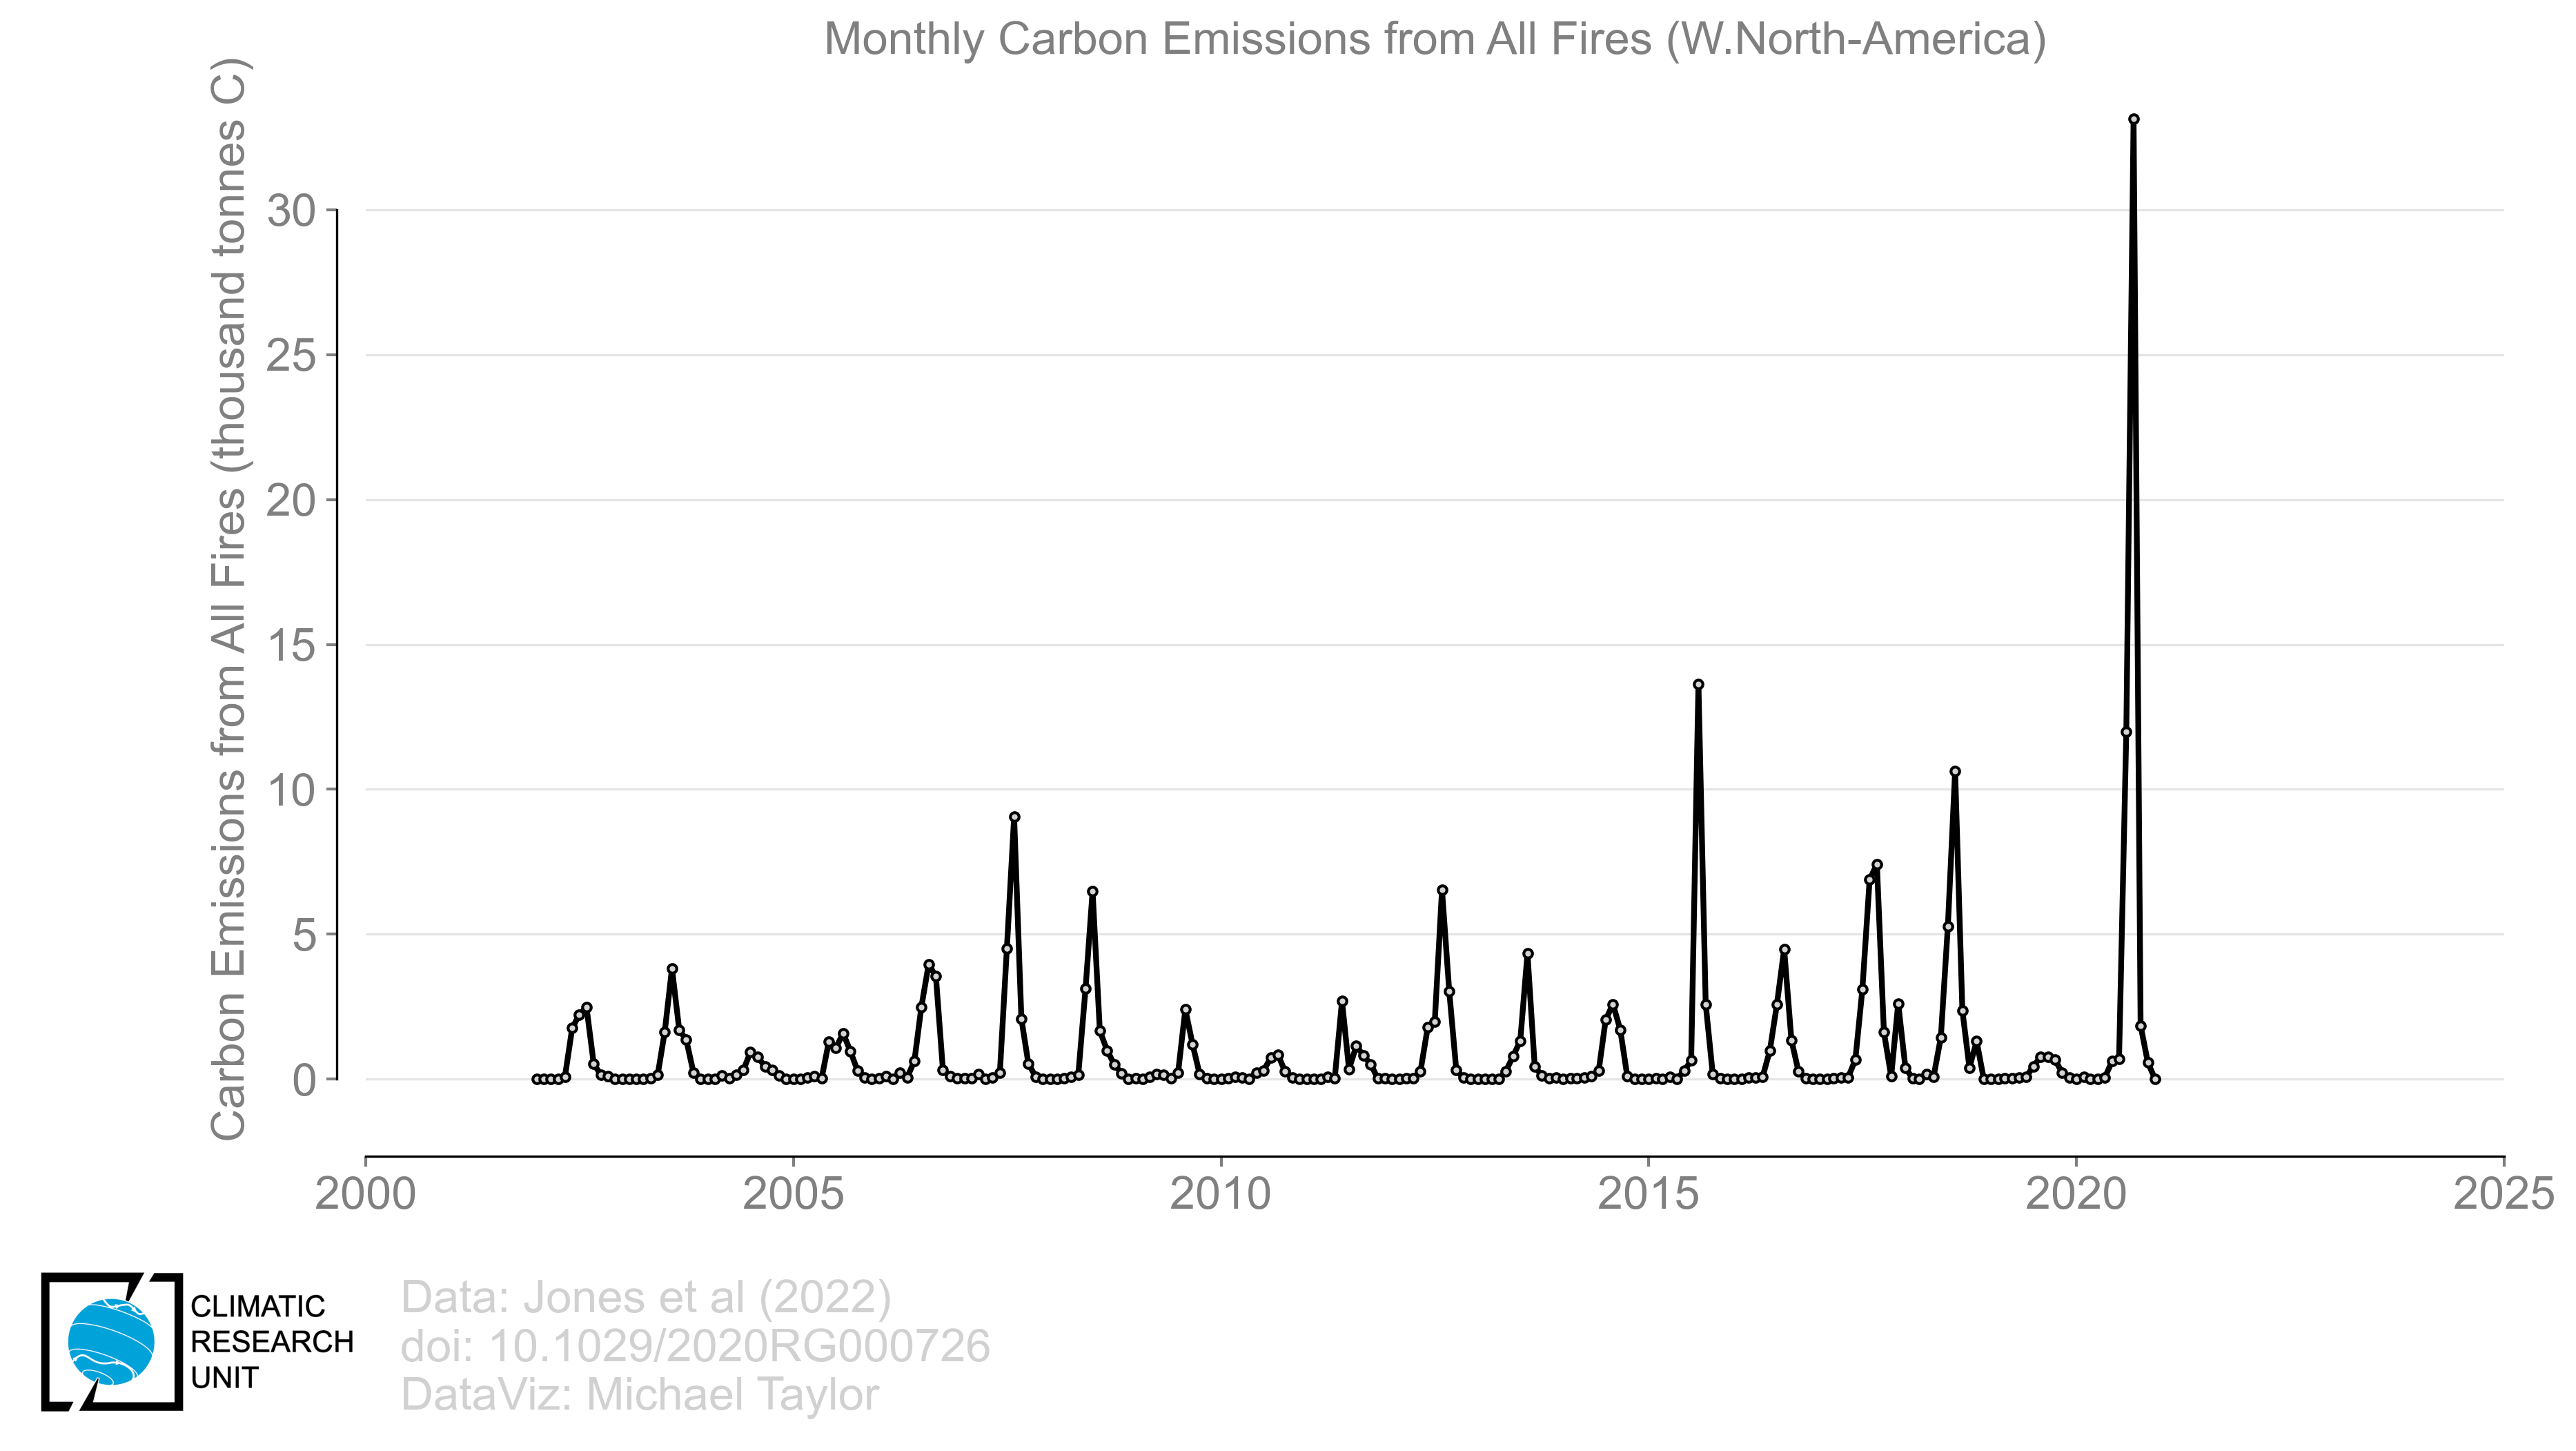 Monthly Carbon Emissions from All Fires (W.North-America)
Carbon Emissions from All Fires (thousand tonnes C)
30
25
20
15
10
5
0
2000
2005
2010
2015
2020
2025
CLIMATIC
RESEARCH
UNIT
Data: Jones et al (2022)
doi: 10.1029/2020RG000726
DataViz: Michael Taylor